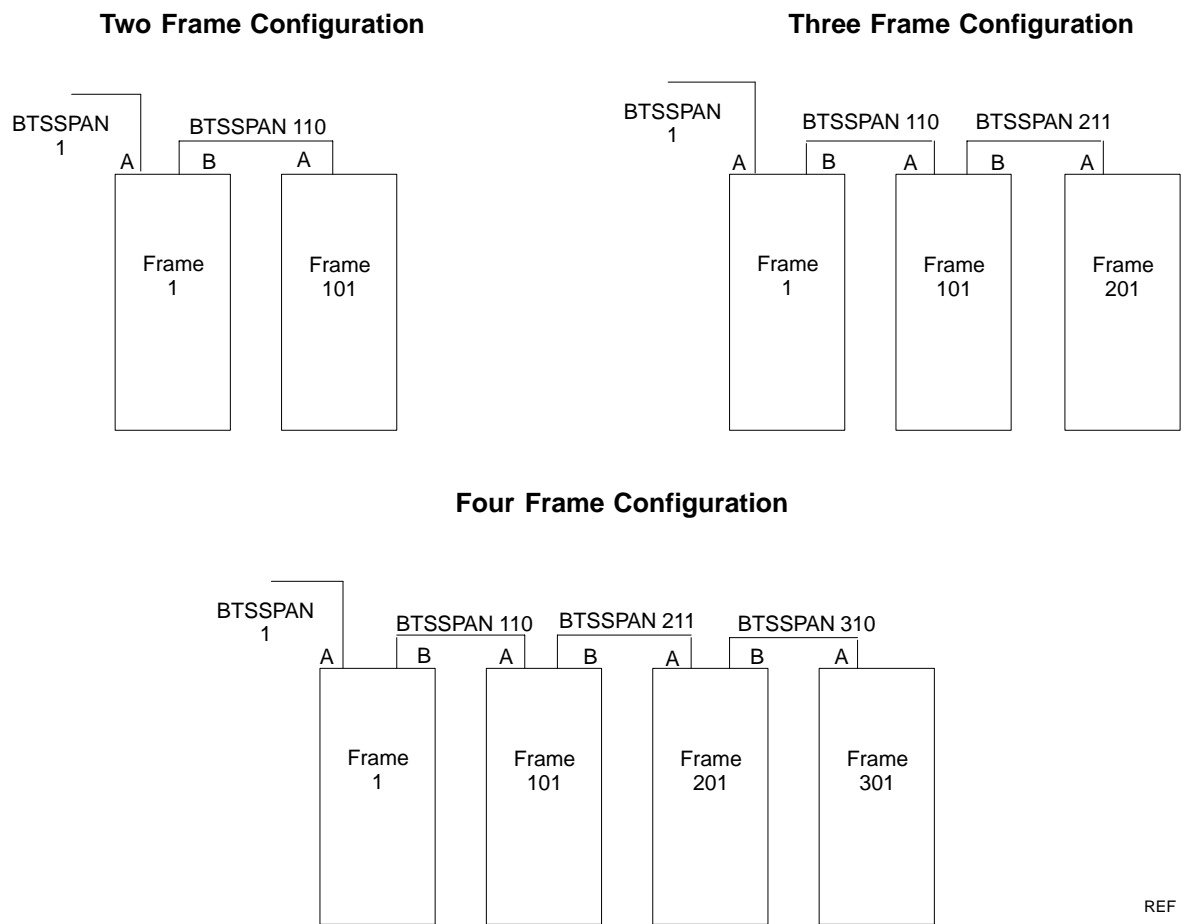 Two Frame Configuration
BTSSPAN
1
BTSSPAN 110
A
B
A
Frame
1
Frame
101
Three Frame Configuration
BTSSPAN
1
BTSSPAN 110
BTSSPAN 211
A
B
A
B
A
Frame
1
Frame
101
Frame
201
Four Frame Configuration
BTSSPAN
1
BTSSPAN 110
BTSSPAN 211
BTSSPAN 310
A
B
A
B
A
B
A
Frame
1
Frame
101
Frame
201
Frame
301
REF